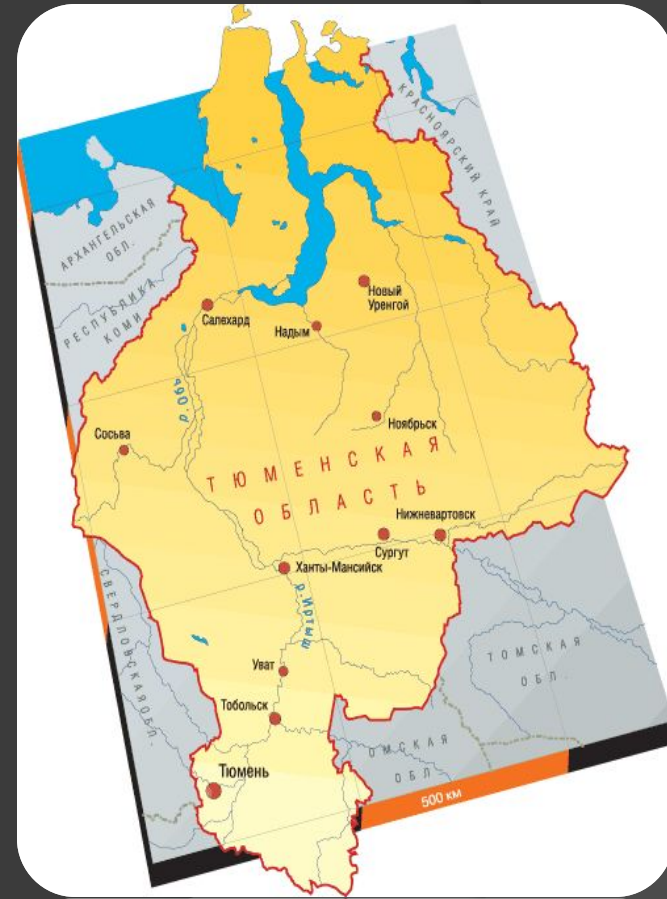 КРАСНОЯРСКИЙ КРАЙ
АРХАНГЕЛЬСКАЯ
ОБЛ.
РЕСПУБЛИКА
КОМИ
Новый
Уренгой
Салехард
Надым
р.Обь
Ноябрьск
Сосьва
ТЮМЕНСКАЯ
ОБЛАСТЬ
Нижневартовск
Сургут
Ханты-Мансийск
р.Иртыш
СВЕРДЛОВСКАЯ ОБЛ.
ТОМСКАЯ
ОБЛ.
Уват
Тобольск
ОМСКАЯ
ОБЛ.
Тюмень
500 км